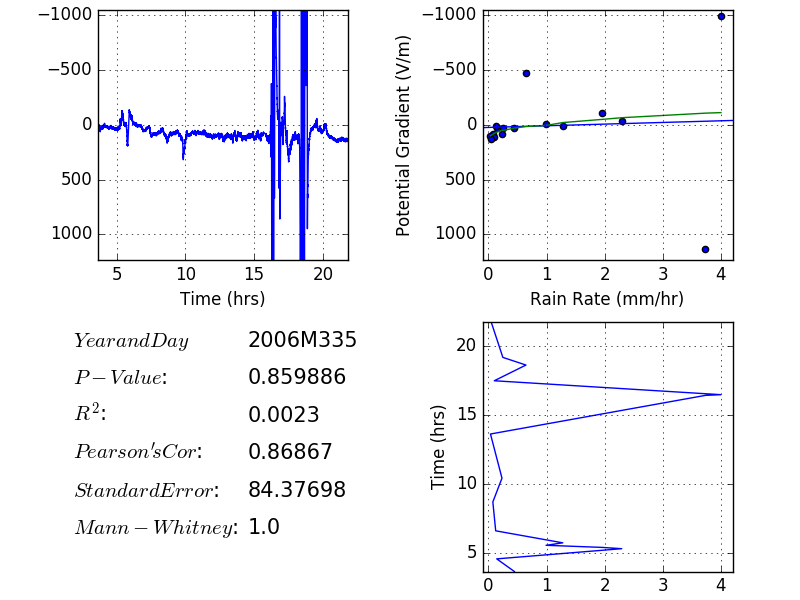 −1000
−500
0
500
1000
5 10 15 20
Time (hrs)
Potential Gradient (V/m)
−1000
−500
0
500
1000
0 1 2 3 4
Rain Rate (mm/hr)
YearandDay 2006M335
P−Value: 0.859886
R²: 0.0023
Pearson'sCor: 0.86867
StandardError: 84.37698
Mann−Whitney: 1.0
Time (hrs)
20
15
10
5
0 1 2 3 4